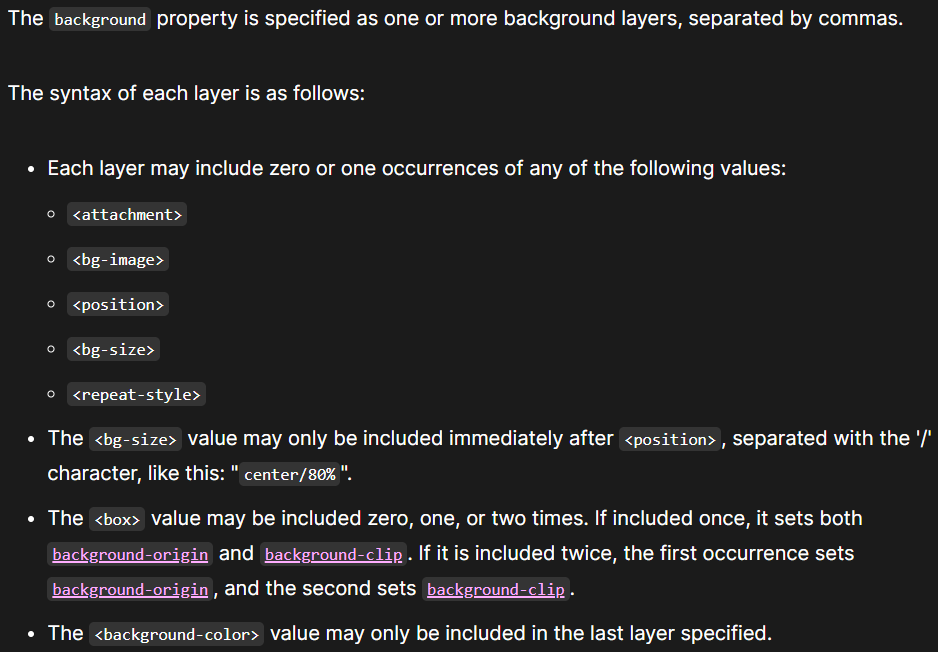 The background property is specified as one or more background layers, separated by commas.
The syntax of each layer is as follows:
• Each layer may include zero or one occurrences of any of the following values:
◦ <attachment>
◦ <bg-image>
◦ <position>
◦ <bg-size>
◦ <repeat-style>
• The <bg-size> value may only be included immediately after <position>, separated with the '/'
character, like this: "center/80%".
• The <box> value may be included zero, one, or two times. If included once, it sets both
background-origin and background-clip. If it is included twice, the first occurrence sets
background-origin, and the second sets background-clip.
• The <background-color> value may only be included in the last layer specified.